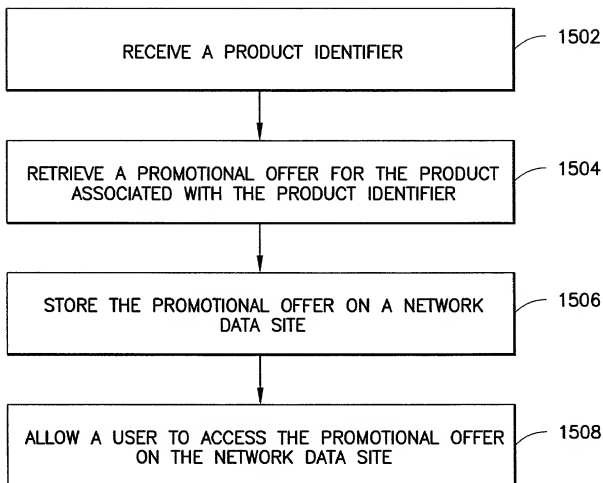 RECEIVE A PRODUCT IDENTIFIER
1502
RETRIEVE A PROMOTIONAL OFFER FOR THE PRODUCT
ASSOCIATED WITH THE PRODUCT IDENTIFIER
1504
STORE THE PROMOTIONAL OFFER ON A NETWORK
DATA SITE
1506
ALLOW A USER TO ACCESS THE PROMOTIONAL OFFER
ON THE NETWORK DATA SITE
1508